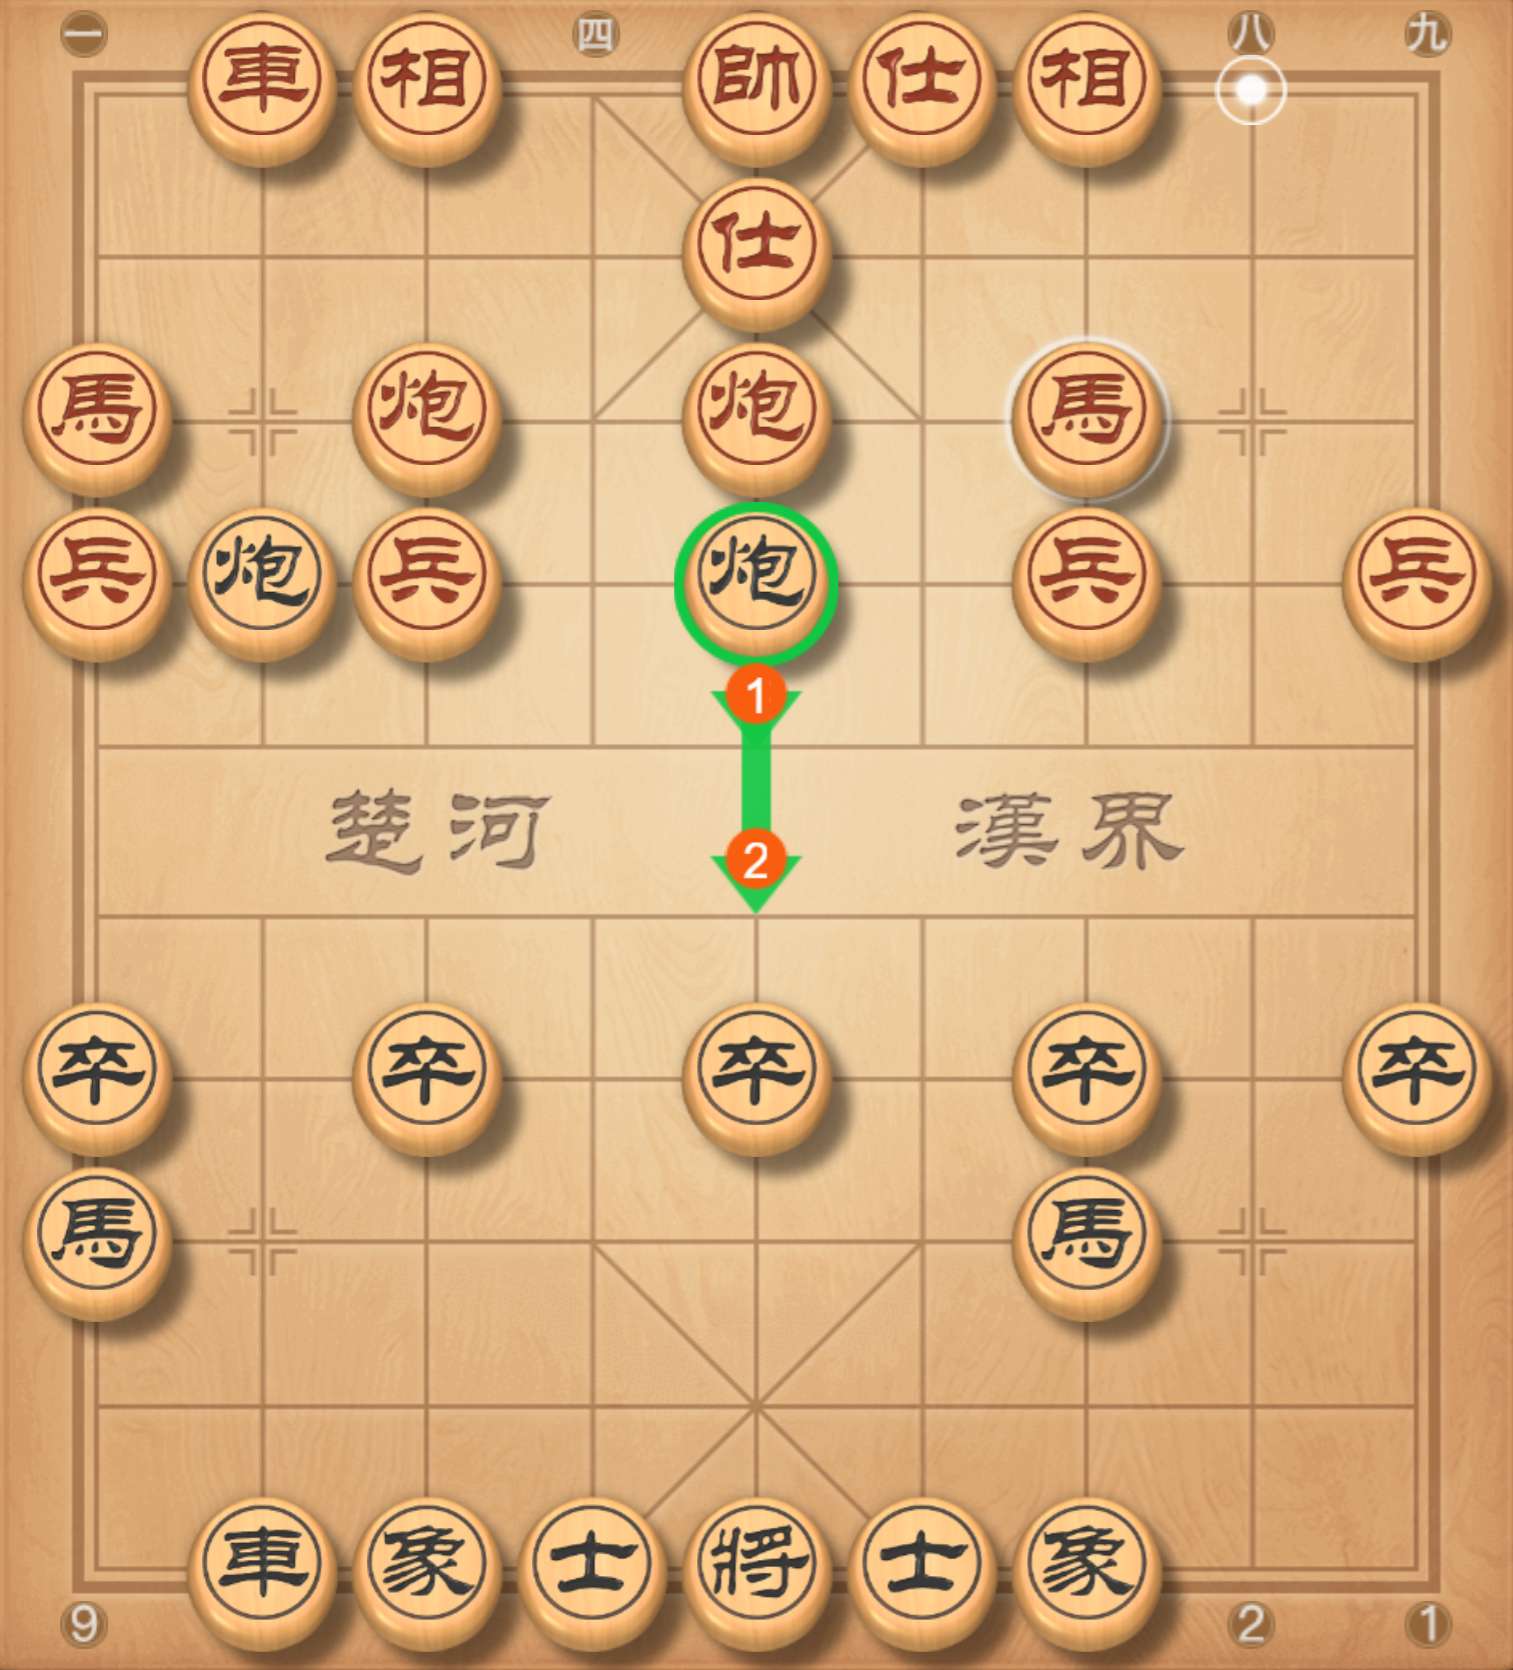 一 四 八 九
車 相 帥 仕 相
仕
馬 炮 炮 馬
兵 炮 兵 炮 兵 兵
1
楚河 漢界
2
卒 卒 卒 卒 卒
馬 馬
車 象 士 將 士 象
9 2 1